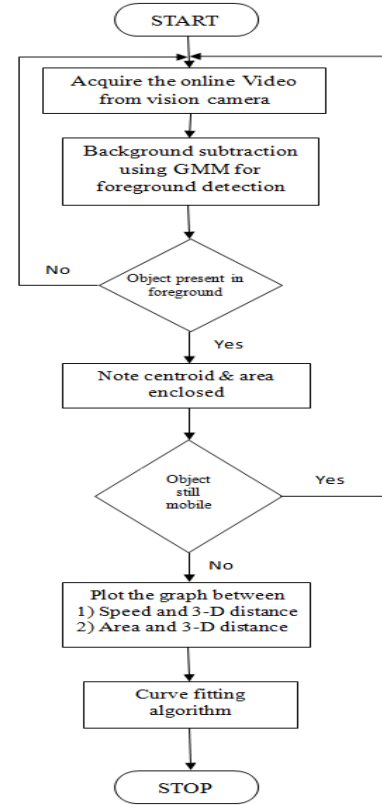 START
Acquire the online Video
from vision camera
Background subtraction
using GMM for
foreground detection
Object present in
foreground
No
Yes
Note centroid & area
enclosed
Object
still
mobile
Yes
No
Plot the graph between
1) Speed and 3-D distance
2) Area and 3-D distance
Curve fitting
algorithm
STOP